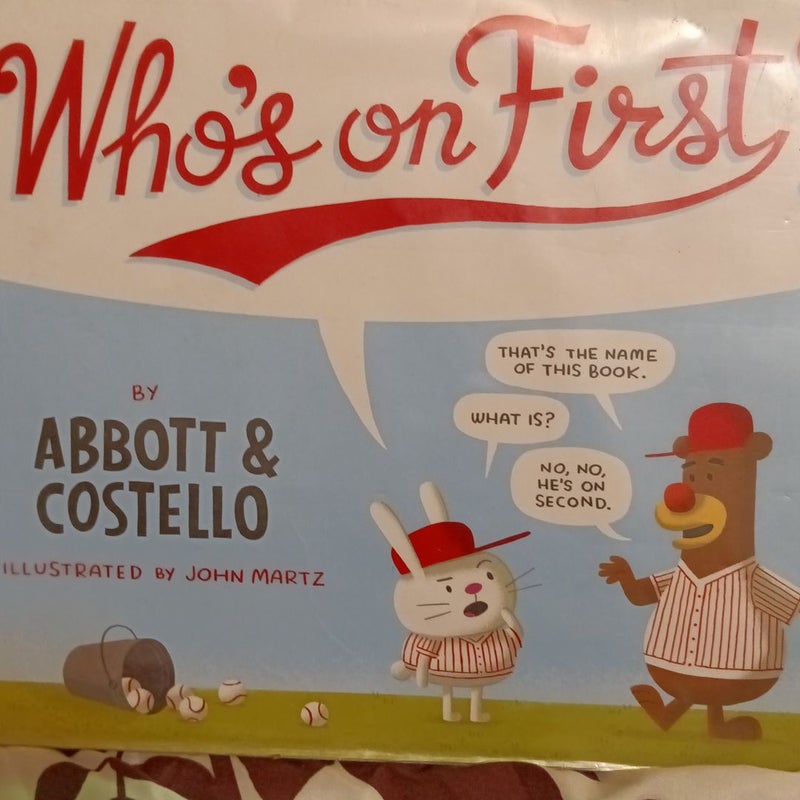 Who's on First?
THAT'S THE NAME
OF THIS BOOK.
WHAT IS?
NO, NO,
HE'S ON
SECOND.
BY
ABBOTT &
COSTELLO
ILLUSTRATED BY JOHN MARTZ